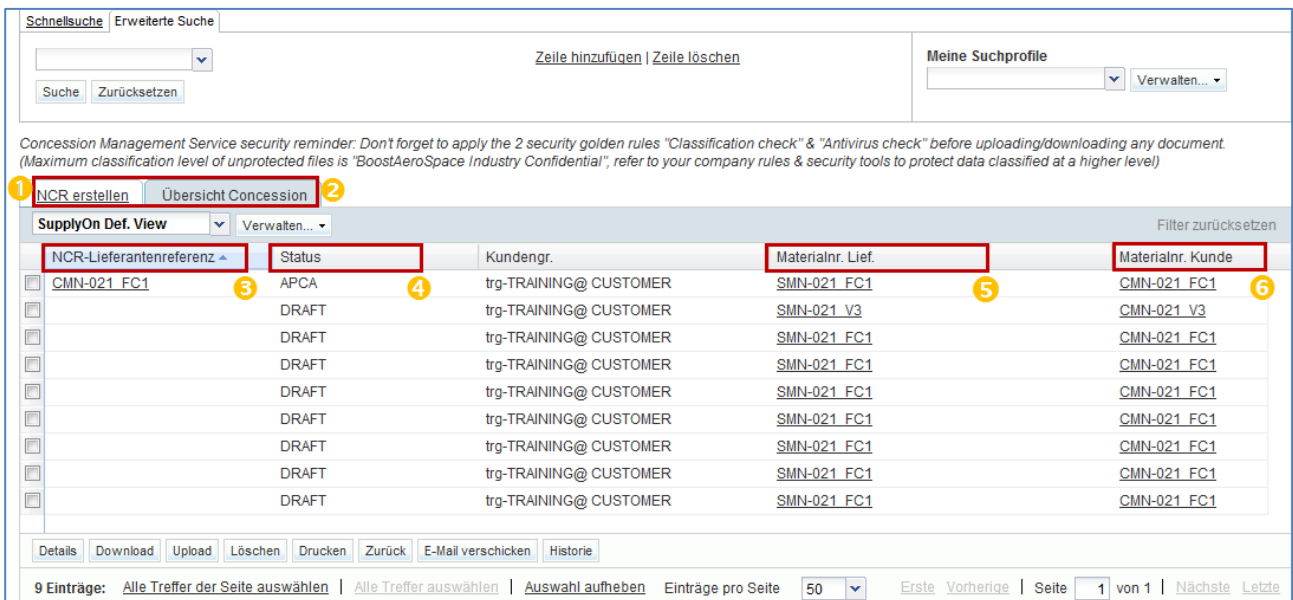 Schnellsuche Erweiterte Suche
Zeile hinzufügen | Zeile löschen
Meine Suchprofile
Verwalten...
Suche Zurücksetzen
Concession Management Service security reminder: Don't forget to apply the 2 security golden rules "Classification check" & "Antivirus check" before uploading/downloading any document.
(Maximum classification level of unprotected files is "BoostAeroSpace Industry Confidential", refer to your company rules & security tools to protect data classified at a higher level)
1 NCR erstellen Übersicht Concession 2
SupplyOn Def. View Verwalten... Filter zurücksetzen
NCR-Lieferantenreferenz Status Kundengr. Materialnr. Lief. Materialnr. Kunde
CMN-021_FC1 3 APCA 4 trg-TRAINING@ CUSTOMER SMN-021_FC1 5 CMN-021_FC1 6
DRAFT trg-TRAINING@ CUSTOMER SMN-021_V3 CMN-021_V3
DRAFT trg-TRAINING@ CUSTOMER SMN-021_FC1 CMN-021_FC1
DRAFT trg-TRAINING@ CUSTOMER SMN-021_FC1 CMN-021_FC1
DRAFT trg-TRAINING@ CUSTOMER SMN-021_FC1 CMN-021_FC1
DRAFT trg-TRAINING@ CUSTOMER SMN-021_FC1 CMN-021_FC1
DRAFT trg-TRAINING@ CUSTOMER SMN-021_FC1 CMN-021_FC1
DRAFT trg-TRAINING@ CUSTOMER SMN-021_FC1 CMN-021_FC1
DRAFT trg-TRAINING@ CUSTOMER SMN-021_FC1 CMN-021_FC1
Details Download Upload Löschen Drucken Zurück E-Mail verschicken Historie
9 Einträge: Alle Treffer der Seite auswählen | Alle Treffer auswählen | Auswahl aufheben Einträge pro Seite 50 Erste Vorherige | Seite 1 von 1 | Nächste Letzte